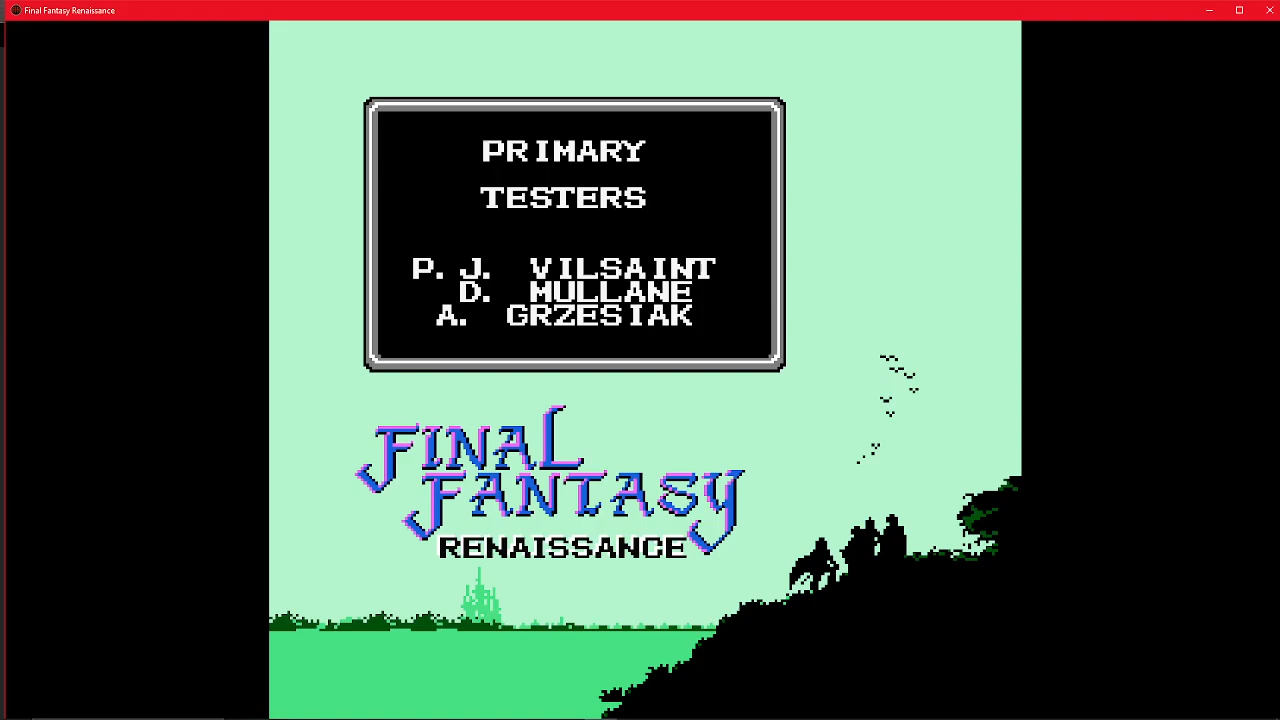 Final Fantasy Renaissance
PRIMARY
TESTERS
P. J. VILSAINT
D. MULLANE
A. GRZESIAK
FINAL
FANTASY
RENAISSANCE